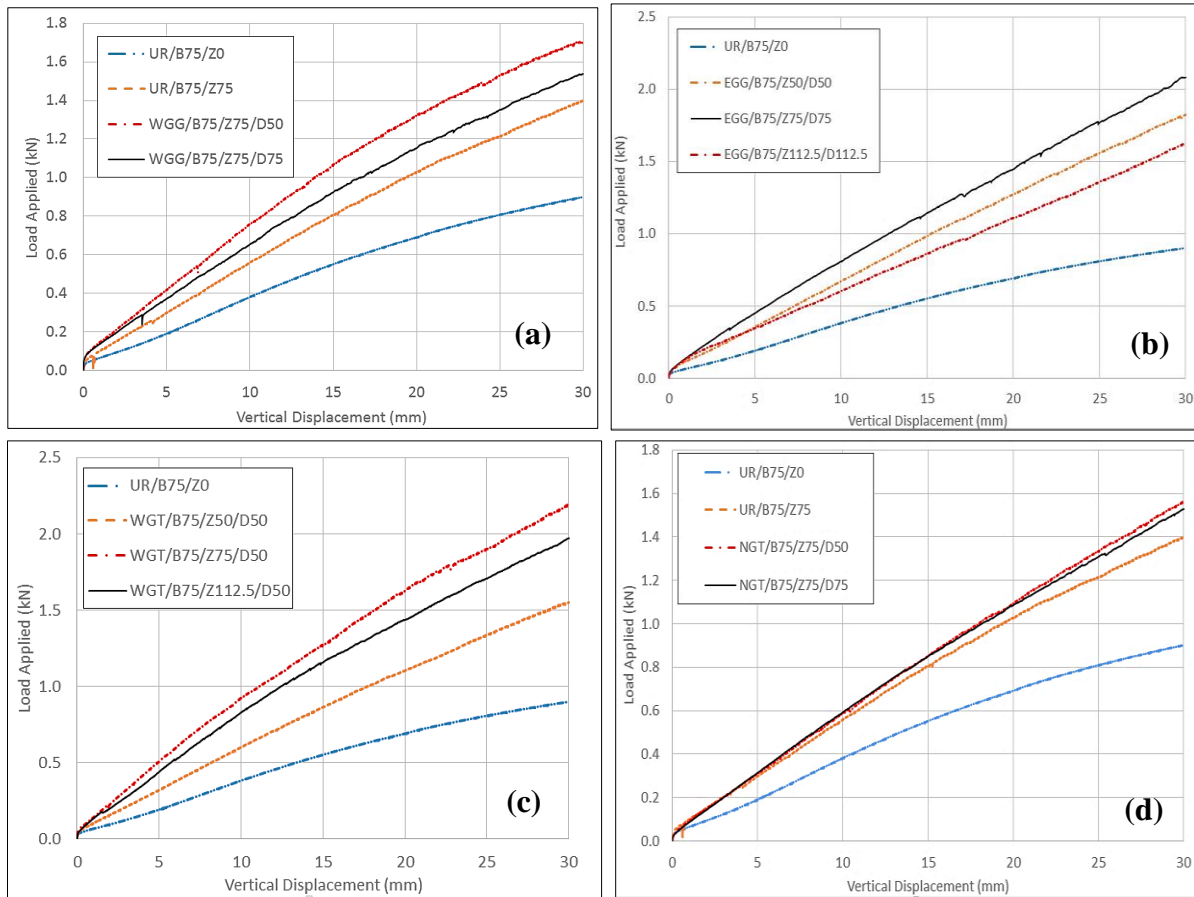 1.8
1.6
1.4
1.2
1.0
0.8
0.6
0.4
0.2
0.0
Load Applied (kN)
UR/B75/Z0
UR/B75/Z75
WGG/B75/Z75/D50
WGG/B75/Z75/D75
(a)
0 5 10 15 20 25 30
Vertical Displacement (mm)
2.5
2.0
1.5
1.0
0.5
0.0
Load Applied (kN)
UR/B75/Z0
EGG/B75/Z50/D50
EGG/B75/Z75/D75
EGG/B75/Z112.5/D112.5
(b)
0 5 10 15 20 25 30
Vertical Displacement (mm)
2.5
2.0
1.5
1.0
0.5
0.0
Load Applied (kN)
UR/B75/Z0
WGT/B75/Z50/D50
WGT/B75/Z75/D50
WGT/B75/Z112.5/D50
(c)
0 5 10 15 20 25 30
Vertical Displacement (mm)
1.8
1.6
1.4
1.2
1.0
0.8
0.6
0.4
0.2
0.0
Load Applied (kN)
UR/B75/Z0
UR/B75/Z75
NGT/B75/Z75/D50
NGT/B75/Z75/D75
(d)
0 5 10 15 20 25 30
Vertical Displacement (mm)